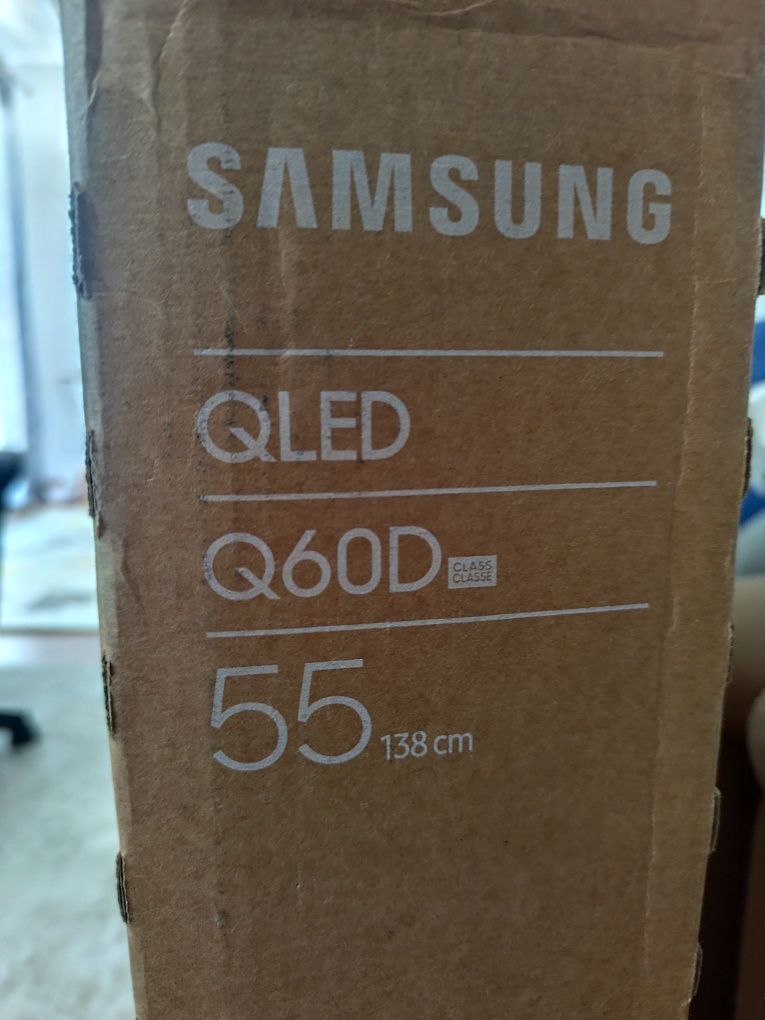 SAMSUNG
QLED
Q60D CLASS
CLASSE
55 138 cm